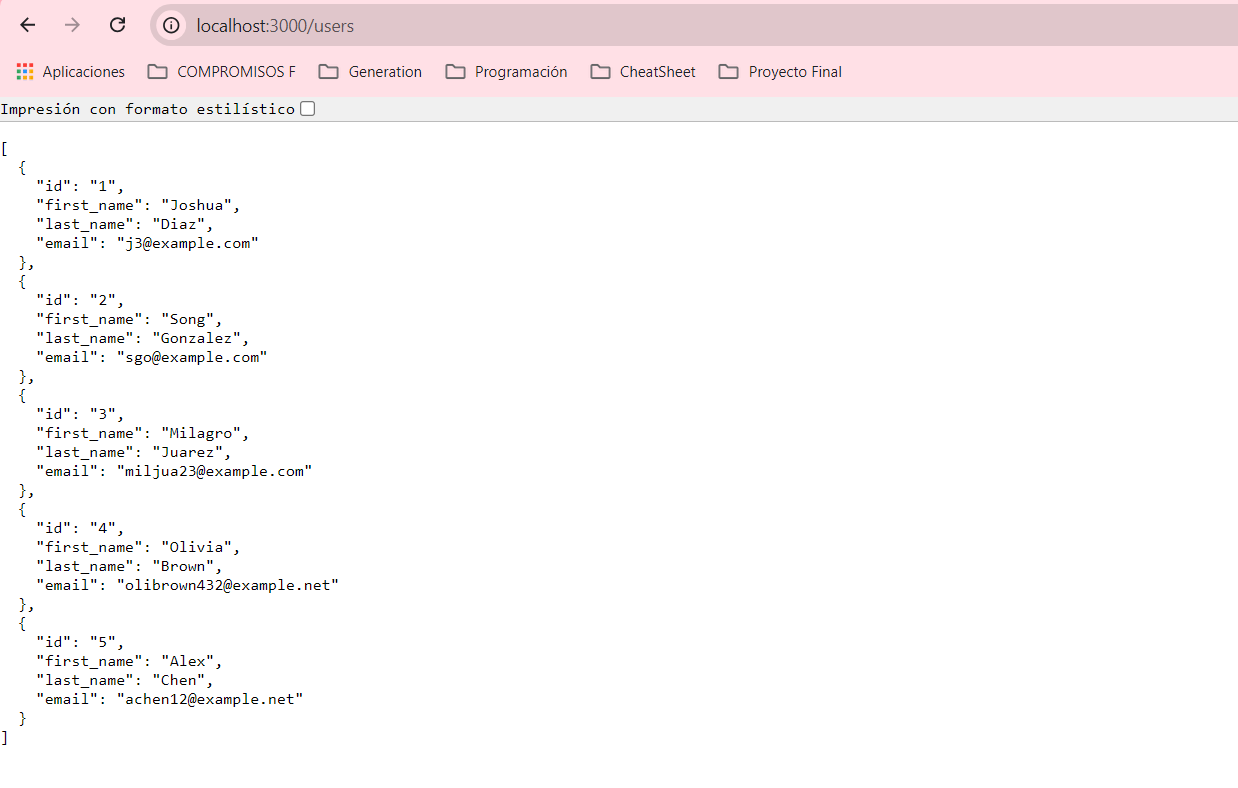 localhost:3000/users
Aplicaciones COMPROMISOS F Generation Programación CheatSheet Proyecto Final
Impresión con formato estilístico
[
  {
    "id": "1",
    "first_name": "Joshua",
    "last_name": "Diaz",
    "email": "j3@example.com"
  },
  {
    "id": "2",
    "first_name": "Song",
    "last_name": "Gonzalez",
    "email": "sgo@example.com"
  },
  {
    "id": "3",
    "first_name": "Milagro",
    "last_name": "Juarez",
    "email": "miljua23@example.com"
  },
  {
    "id": "4",
    "first_name": "Olivia",
    "last_name": "Brown",
    "email": "olibrown432@example.net"
  },
  {
    "id": "5",
    "first_name": "Alex",
    "last_name": "Chen",
    "email": "achen12@example.net"
  }
]